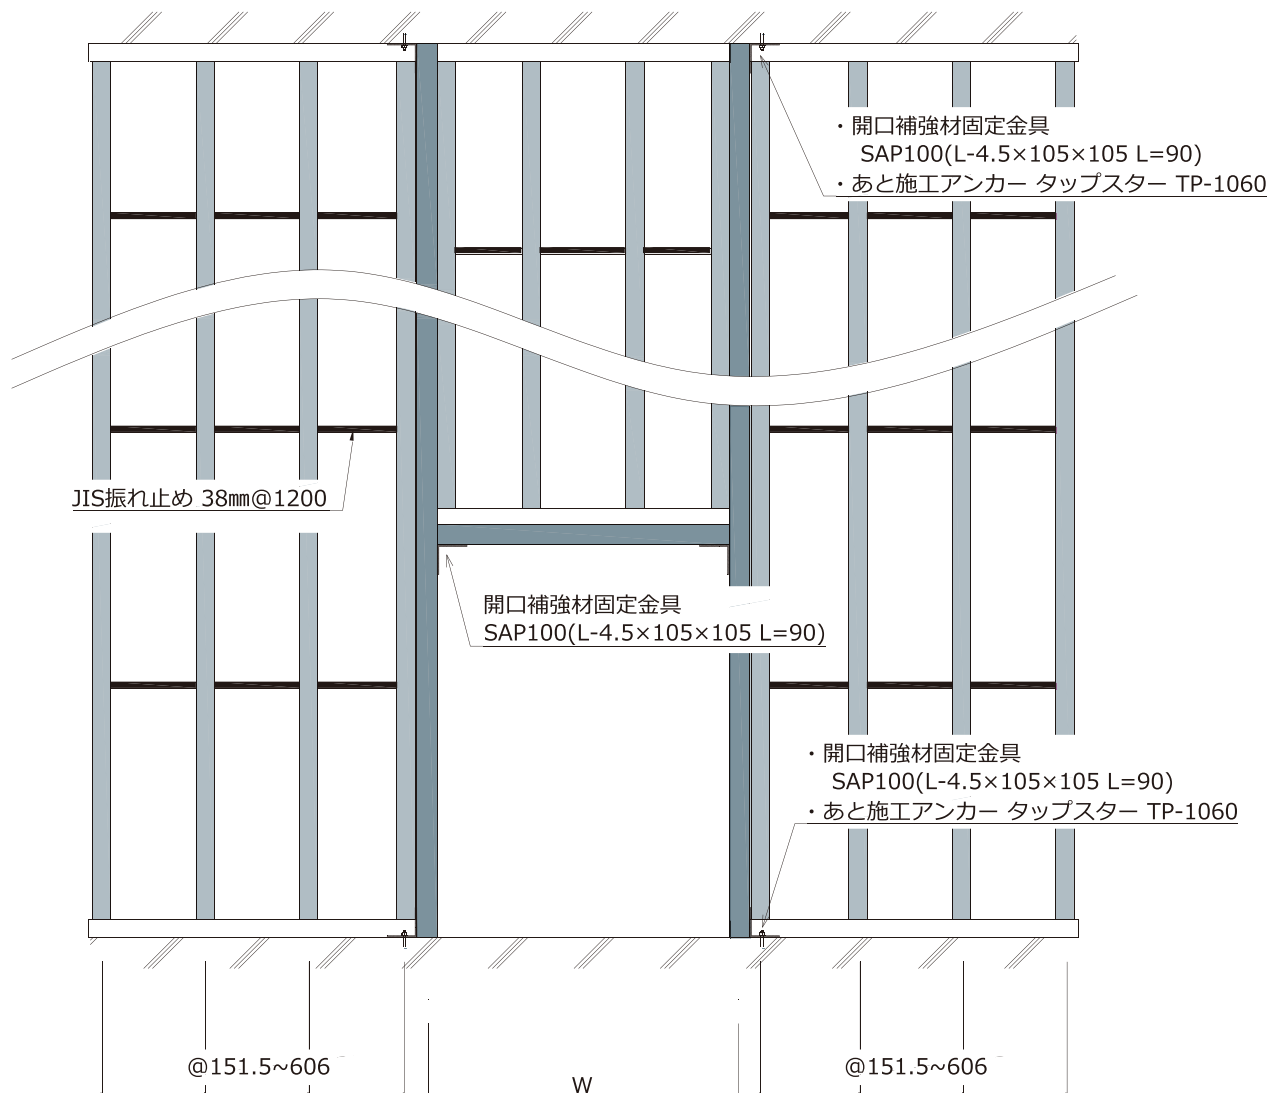 ・開口補強材固定金具
SAP100(L-4.5×105×105 L=90)
・あと施工アンカー タップスター TP-1060
JIS振れ止め 38㎜@1200
開口補強材固定金具
SAP100(L-4.5×105×105 L=90)
・開口補強材固定金具
SAP100(L-4.5×105×105 L=90)
・あと施工アンカー タップスター TP-1060
@151.5~606
W
@151.5~606